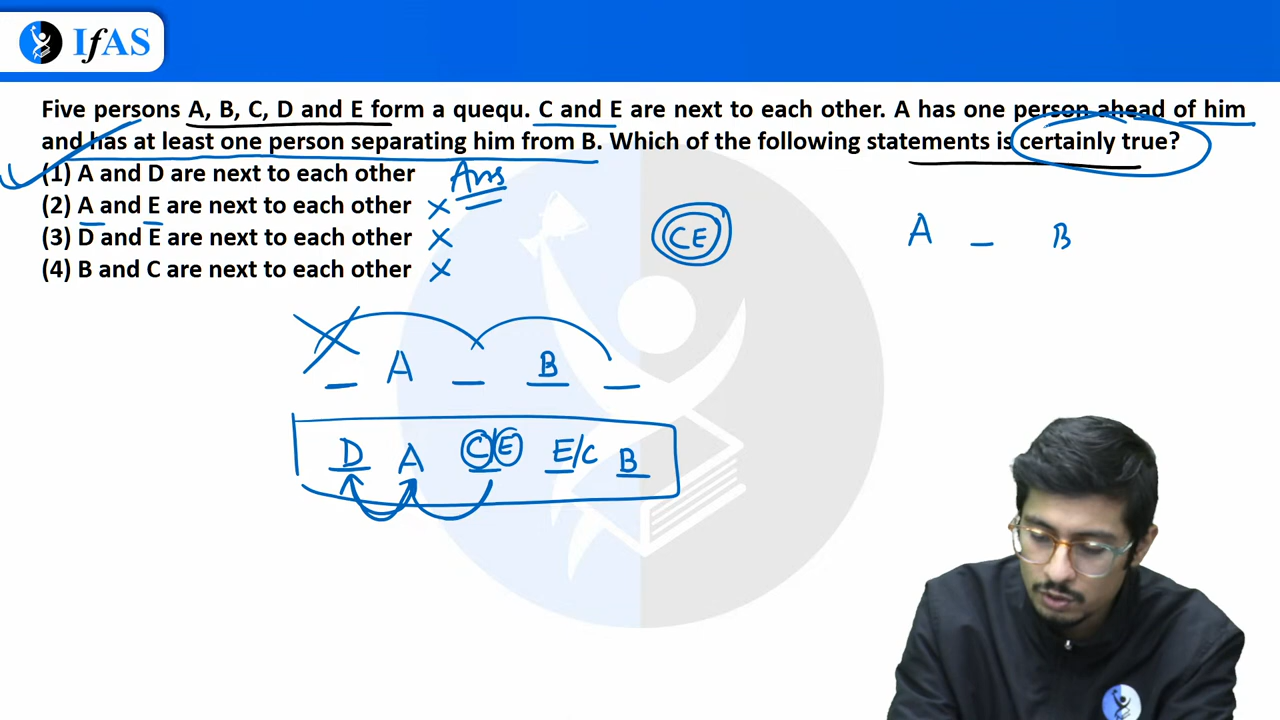 IfAS
Five persons A, B, C, D and E form a quequ. C and E are next to each other. A has one person ahead of him
and has at least one person separating him from B. Which of the following statements is certainly true?
(1) A and D are next to each other Ans
(2) A and E are next to each other ×
(3) D and E are next to each other ×
(4) B and C are next to each other ×
CE
A _ B
_ A _ B _
D A C/E E/C B